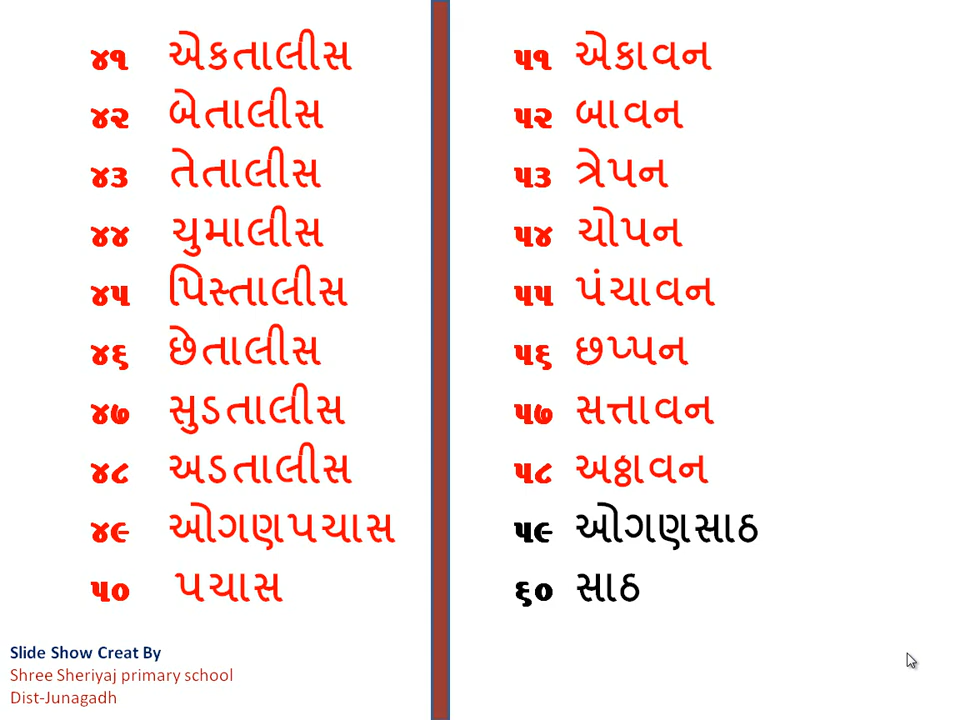 ૪૧ એકતાલીસ
૪૨ બેતાલીસ
૪૩ તેતાલીસ
૪૪ ચુમાલીસ
૪૫ પિસ્તાલીસ
૪૬ છેતાલીસ
૪૭ સુડતાલીસ
૪૮ અડતાલીસ
૪૯ ઓગણપચાસ
૫૦ પચાસ
૫૧ એકાવન
૫૨ બાવન
૫૩ ત્રેપન
૫૪ ચોપન
૫૫ પંચાવન
૫૬ છપ્પન
૫૭ સત્તાવન
૫૮ અઠ્ઠાવન
૫૯ ઓગણસાઠ
૬૦ સાઠ
Slide Show Creat By
Shree Sheriyaj primary school
Dist-Junagadh